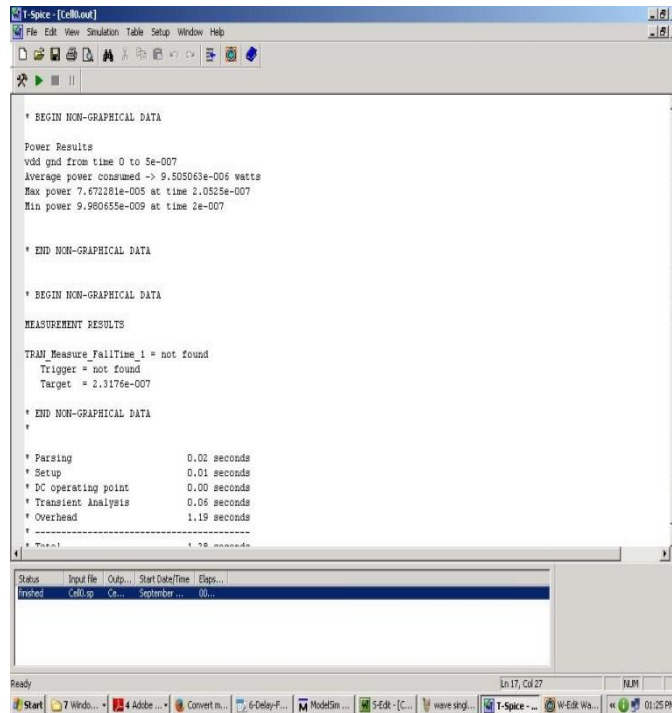 T-Spice - [Cell0.out]
File Edit View Simulation Table Setup Window Help
* BEGIN NON-GRAPHICAL DATA
Power Results
vdd gnd from time 0 to 5e-007
Average power consumed -> 9.505063e-006 watts
Max power 7.672281e-005 at time 2.0525e-007
Min power 9.980655e-009 at time 2e-007
* END NON-GRAPHICAL DATA
* BEGIN NON-GRAPHICAL DATA
MEASUREMENT RESULTS
TRAN_Measure_FallTime_1 = not found
Trigger = not found
Target = 2.3176e-007
* END NON-GRAPHICAL DATA
*
* Parsing 0.02 seconds
* Setup 0.01 seconds
* DC operating point 0.00 seconds
* Transient Analysis 0.06 seconds
* Overhead 1.19 seconds
* -----------------------------------------
* Total 1.28 seconds
Status Input file Outp... Start Date/Time Elaps...
finished Cell0.sp Ce... September ... 00...
Ready Ln 17, Col 27 NUM
Start 7 Windo... 4 Adobe ... Convert m... 6-Delay-F... ModelSim ... S-Edit - [C... wave singl... T-Spice - ... W-Edit Wa... « 01:25